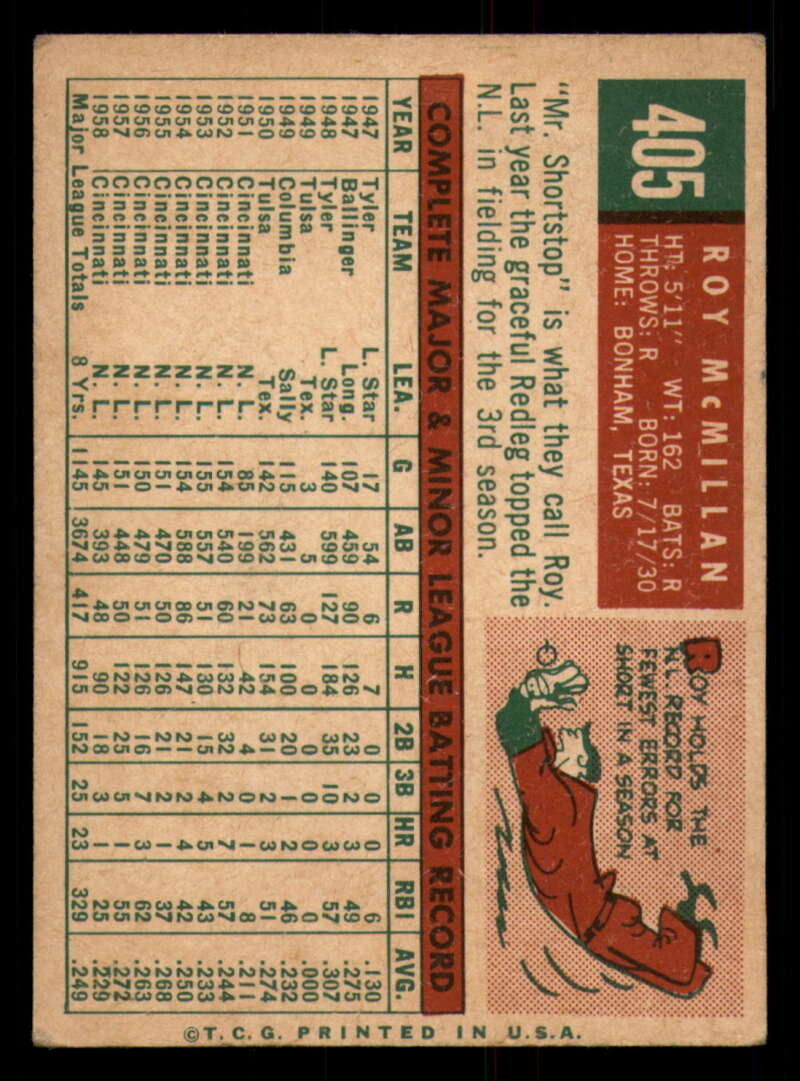 405
ROY McMILLAN
HT: 5'11" WT: 162 BATS: R
THROWS: R BORN: 7/17/30
HOME: BONHAM, TEXAS
"Mr. Shortstop" is what they call Roy.
Last year the graceful Redleg topped the
N.L. in fielding for the 3rd season.
ROY HOLDS THE
N.L. RECORD FOR
FEWEST ERRORS AT
SHORT IN A SEASON
COMPLETE MAJOR & MINOR LEAGUE BATTING RECORD
YEAR TEAM LEA. G AB R H 2B 3B HR RBI AVG.
1947 Tyler L. Star 17 54 6 7 0 0 0 6 .130
1947 Ballinger Long. 107 459 90 126 23 2 3 49 .275
1948 Tyler L. Star 140 599 127 184 35 10 3 57 .307
1949 Tulsa Tex. 3 5 0 0 0 0 0 0 .000
1949 Columbia Sally 115 431 63 100 20 1 2 46 .232
1950 Tulsa Tex. 142 562 73 154 31 2 3 51 .274
1951 Cincinnati N. L. 85 199 21 42 4 0 1 8 .211
1952 Cincinnati N. L. 154 540 60 132 32 2 7 57 .244
1953 Cincinnati N. L. 155 557 51 130 15 4 5 43 .233
1954 Cincinnati N. L. 154 588 86 147 21 2 4 42 .250
1955 Cincinnati N. L. 151 470 50 126 21 2 1 37 .268
1956 Cincinnati N. L. 150 479 51 126 16 7 3 62 .263
1957 Cincinnati N. L. 151 448 50 122 25 5 1 55 .272
1958 Cincinnati N. L. 145 393 48 90 18 3 1 25 .229
Major League Totals 8 Yrs. 1145 3674 417 915 152 25 23 329 .249
©T.C.G. PRINTED IN U.S.A.